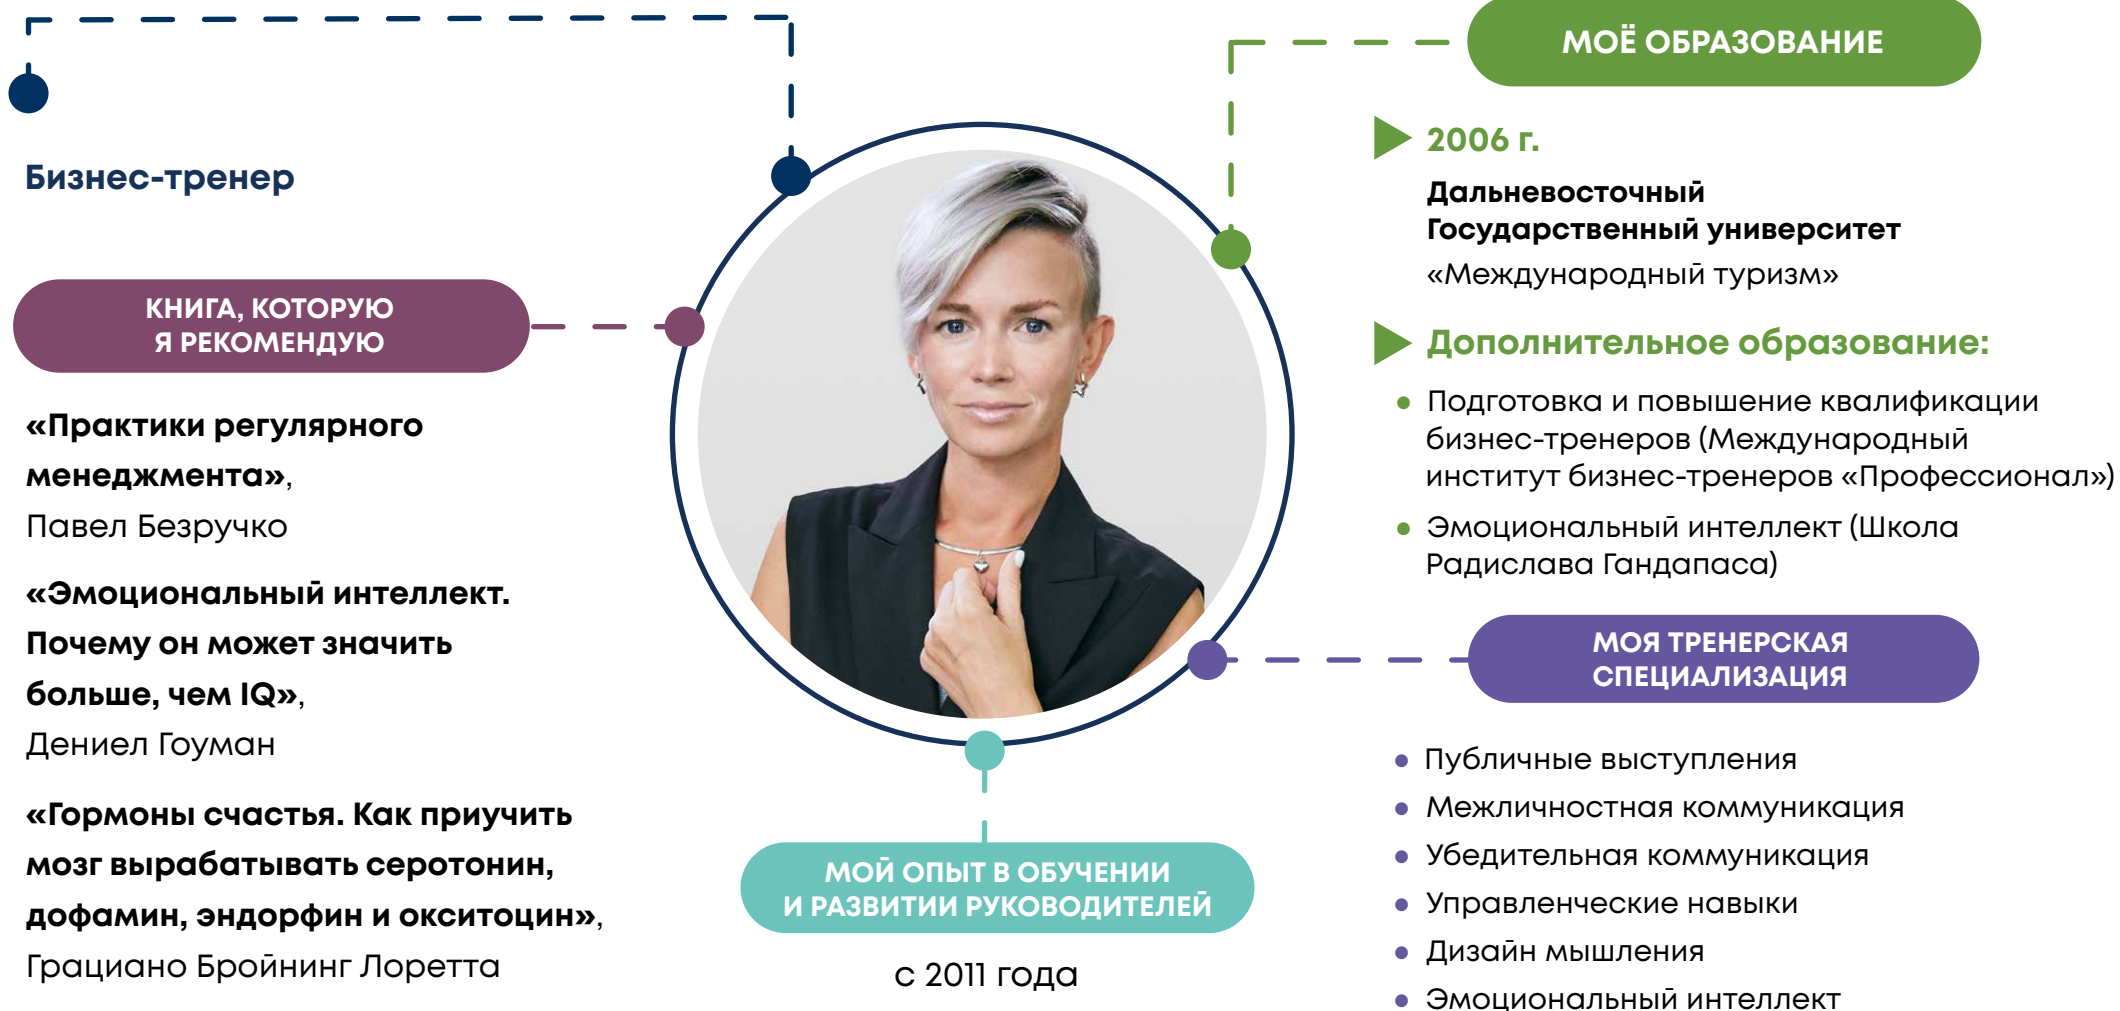 Бизнес-тренер
КНИГА, КОТОРУЮ
Я РЕКОМЕНДУЮ
«Практики регулярного
менеджмента»,
Павел Безручко
«Эмоциональный интеллект.
Почему он может значить
больше, чем IQ»,
Дениел Гоуман
«Гормоны счастья. Как приучить
мозг вырабатывать серотонин,
дофамин, эндорфин и окситоцин»,
Грациано Бройнинг Лоретта
МОЙ ОПЫТ В ОБУЧЕНИИ
И РАЗВИТИИ РУКОВОДИТЕЛЕЙ
с 2011 года
МОЁ ОБРАЗОВАНИЕ
2006 г.
Дальневосточный
Государственный университет
«Международный туризм»
Дополнительное образование:
Подготовка и повышение квалификации
бизнес-тренеров (Международный
институт бизнес-тренеров «Профессионал»)
Эмоциональный интеллект (Школа
Радислава Гандапаса)
МОЯ ТРЕНЕРСКАЯ
СПЕЦИАЛИЗАЦИЯ
Публичные выступления
Межличностная коммуникация
Убедительная коммуникация
Управленческие навыки
Дизайн мышления
Эмоциональный интеллект